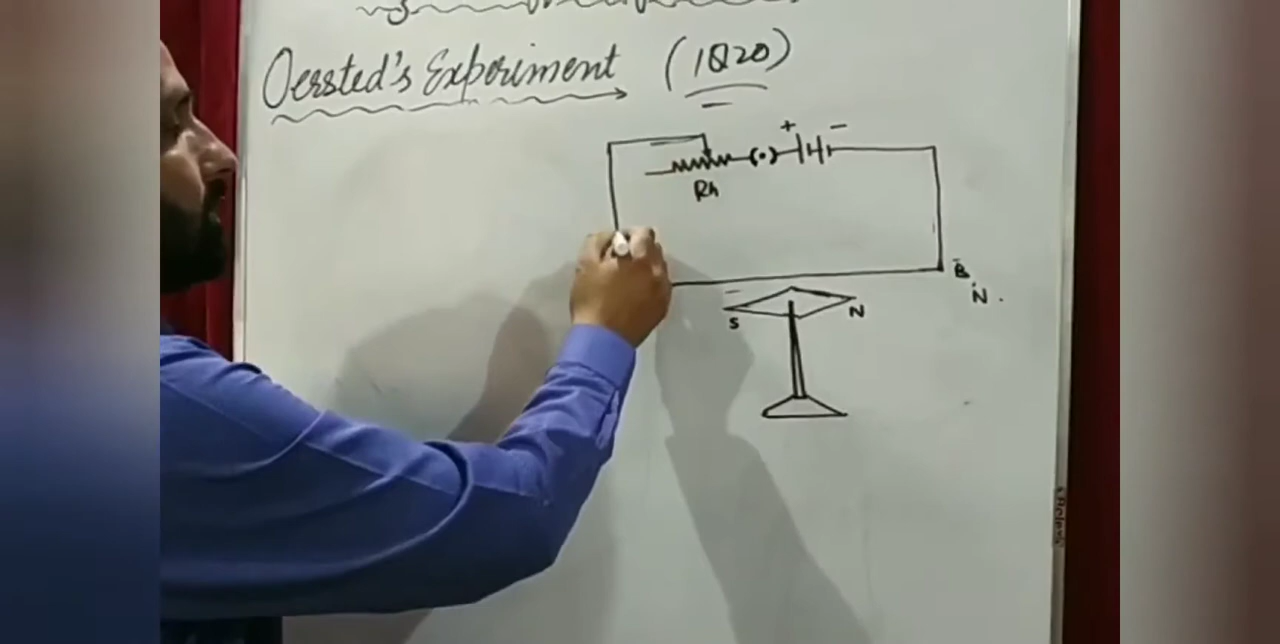 Oersted's Experiment (1820)
+ -
Rh
B
N.
S N